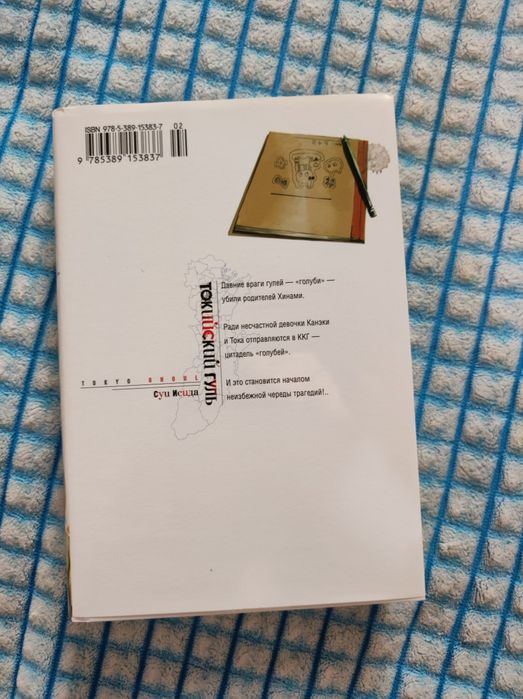 ISBN 978-5-389-15383-7
02
9 785389 153837
Давние враги гулей — «голуби» —
убили родителей Хинами.
Ради несчастной девочки Канэки
и Тока отправляются в ККГ —
цитадель «голубей».
И это становится началом
неизбежной череды трагедий!..
ТОКИЙСКИЙ ГУЛЬ
TOKYO GHOUL
Суи Исида